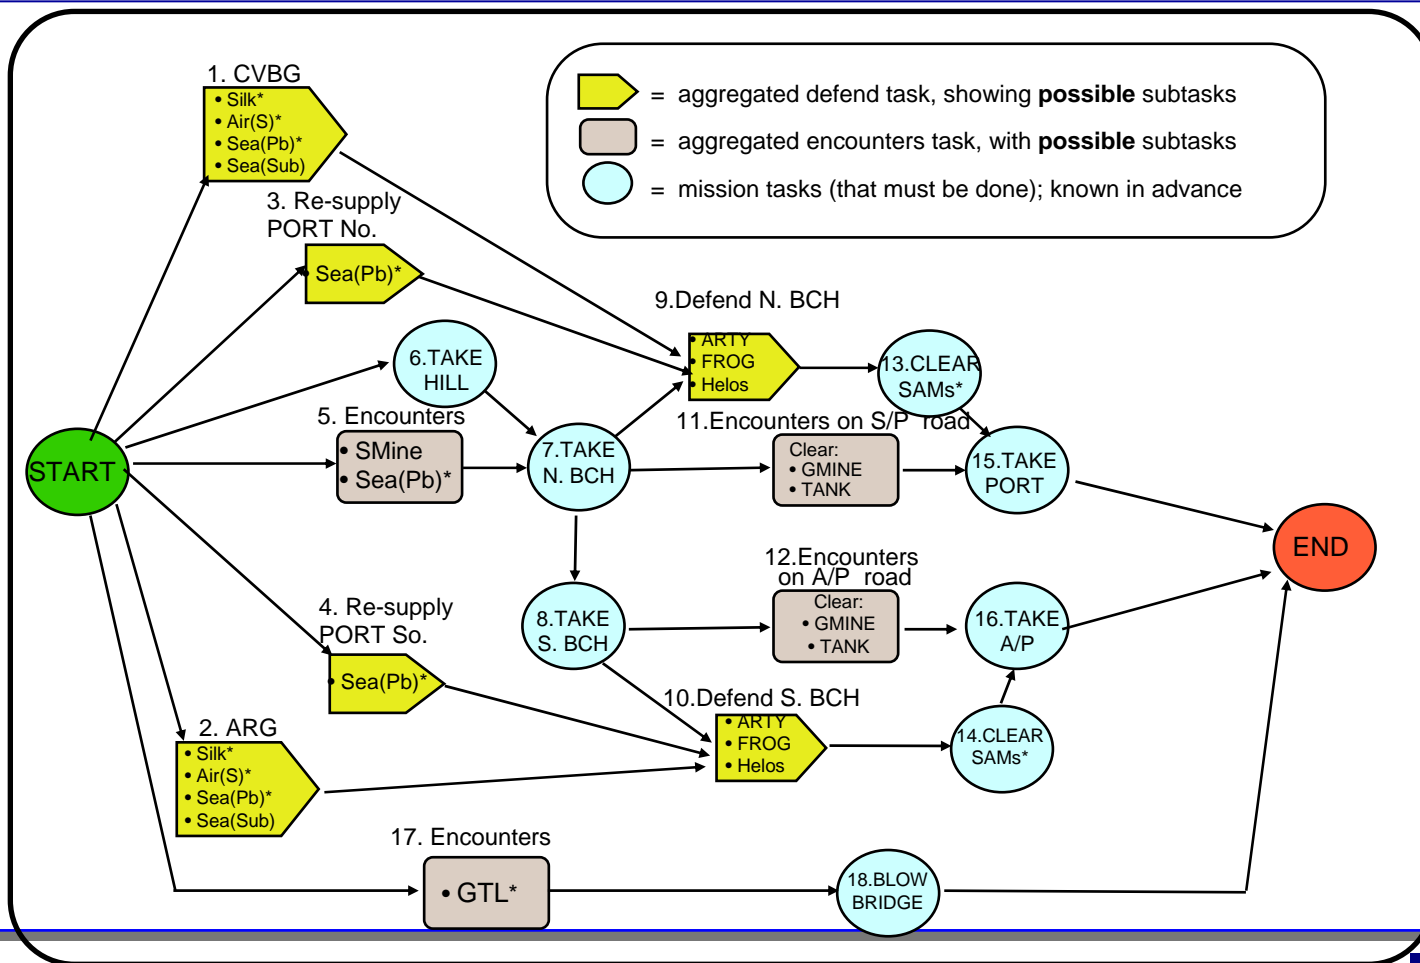 1. CVBG
• Silk*
• Air(S)*
• Sea(Pb)*
• Sea(Sub)
= aggregated defend task, showing possible subtasks
= aggregated encounters task, with possible subtasks
= mission tasks (that must be done); known in advance
3. Re-supply
PORT No.
• Sea(Pb)*
9.Defend N. BCH
• ARTY
• FROG
• Helos
6.TAKE
HILL
13.CLEAR
SAMs*
5. Encounters
• SMine
• Sea(Pb)*
START
7.TAKE
N. BCH
11.Encounters on S/P road
Clear:
• GMINE
• TANK
15.TAKE
PORT
END
12.Encounters
on A/P road
Clear:
• GMINE
• TANK
8.TAKE
S. BCH
16.TAKE
A/P
4. Re-supply
PORT So.
• Sea(Pb)*
10.Defend S. BCH
• ARTY
• FROG
• Helos
14.CLEAR
SAMs*
2. ARG
• Silk*
• Air(S)*
• Sea(Pb)*
• Sea(Sub)
17. Encounters
• GTL*
18.BLOW
BRIDGE